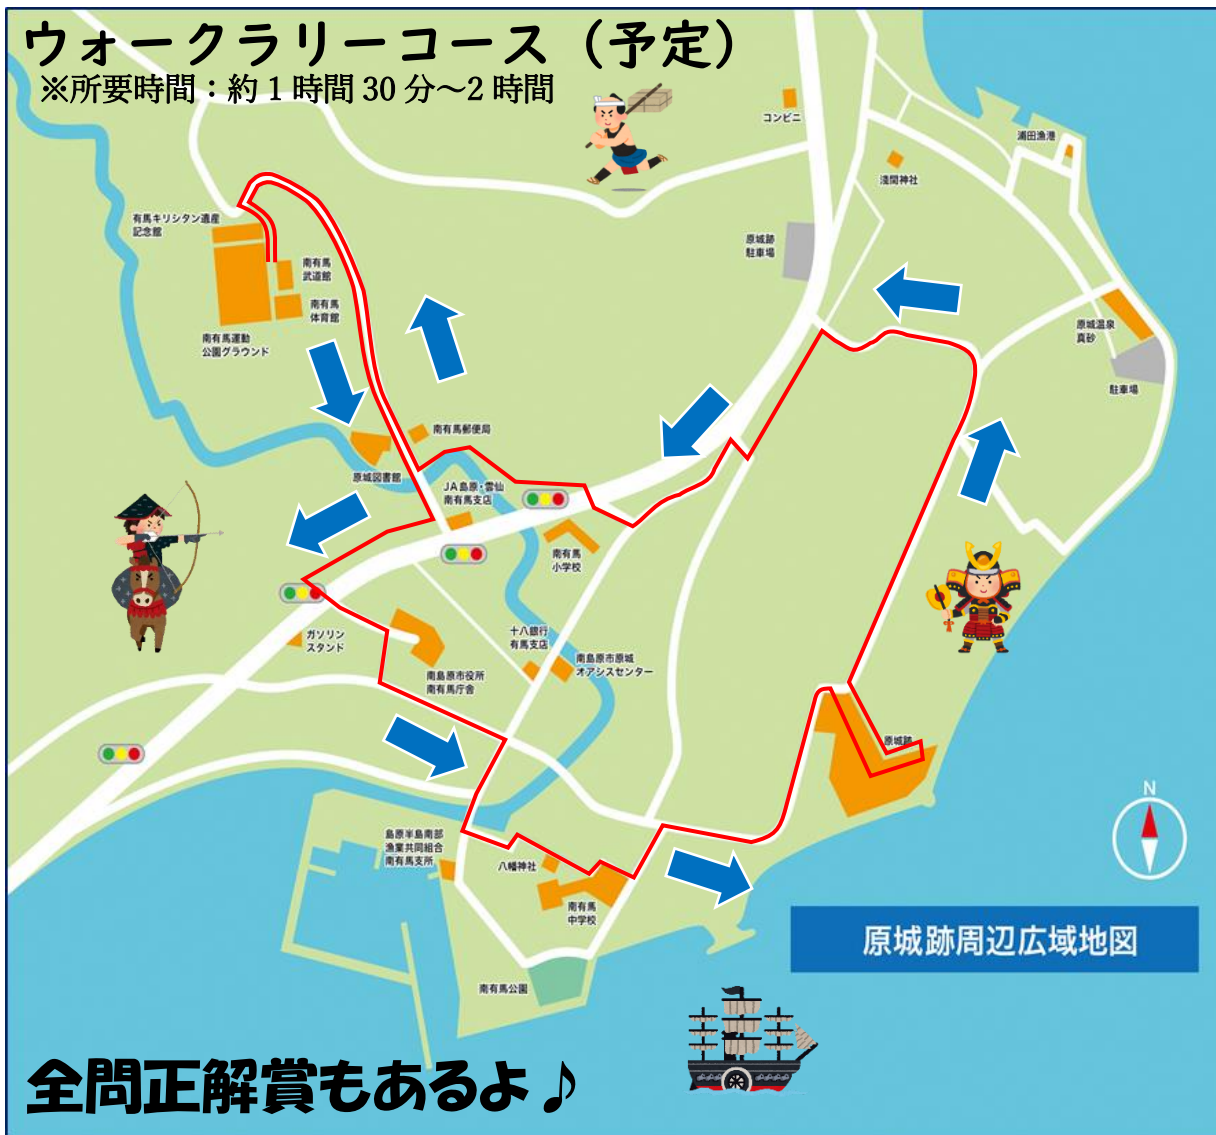 ウォークラリーコース（予定）
※所要時間：約１時間30分～2時間
コンビニ
浦田漁港
淺間神社
有馬キリシタン遺産
記念館
原城跡
駐車場
南有馬
武道館
南有馬
体育館
南有馬運動
公園グラウンド
原城温泉
真砂
駐車場
南有馬郵便局
原城図書館
JA島原・雲仙
南有馬支店
南有馬
小学校
ガソリン
スタンド
十八銀行
有馬支店
南島原市原城
オアシスセンター
南島原市役所
南有馬庁舎
原城跡
N
島原半島南部
漁業共同組合
南有馬支所
八幡神社
南有馬
中学校
原城跡周辺広域地図
南有馬公園
全問正解賞もあるよ♪